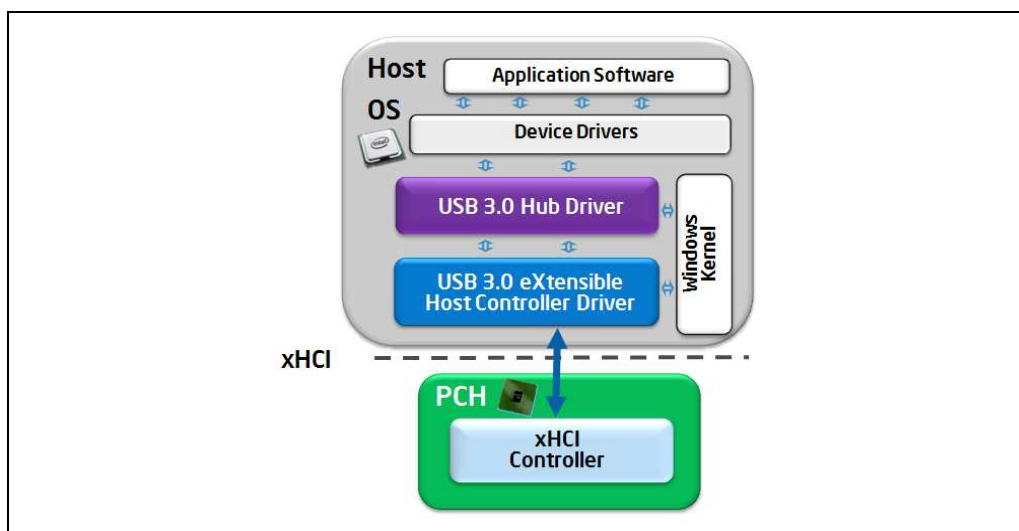 Host
OS
Application Software
Device Drivers
USB 3.0 Hub Driver
USB 3.0 eXtensible
Host Controller Driver
Windows
Kernel
xHCI
PCH
xHCI
Controller